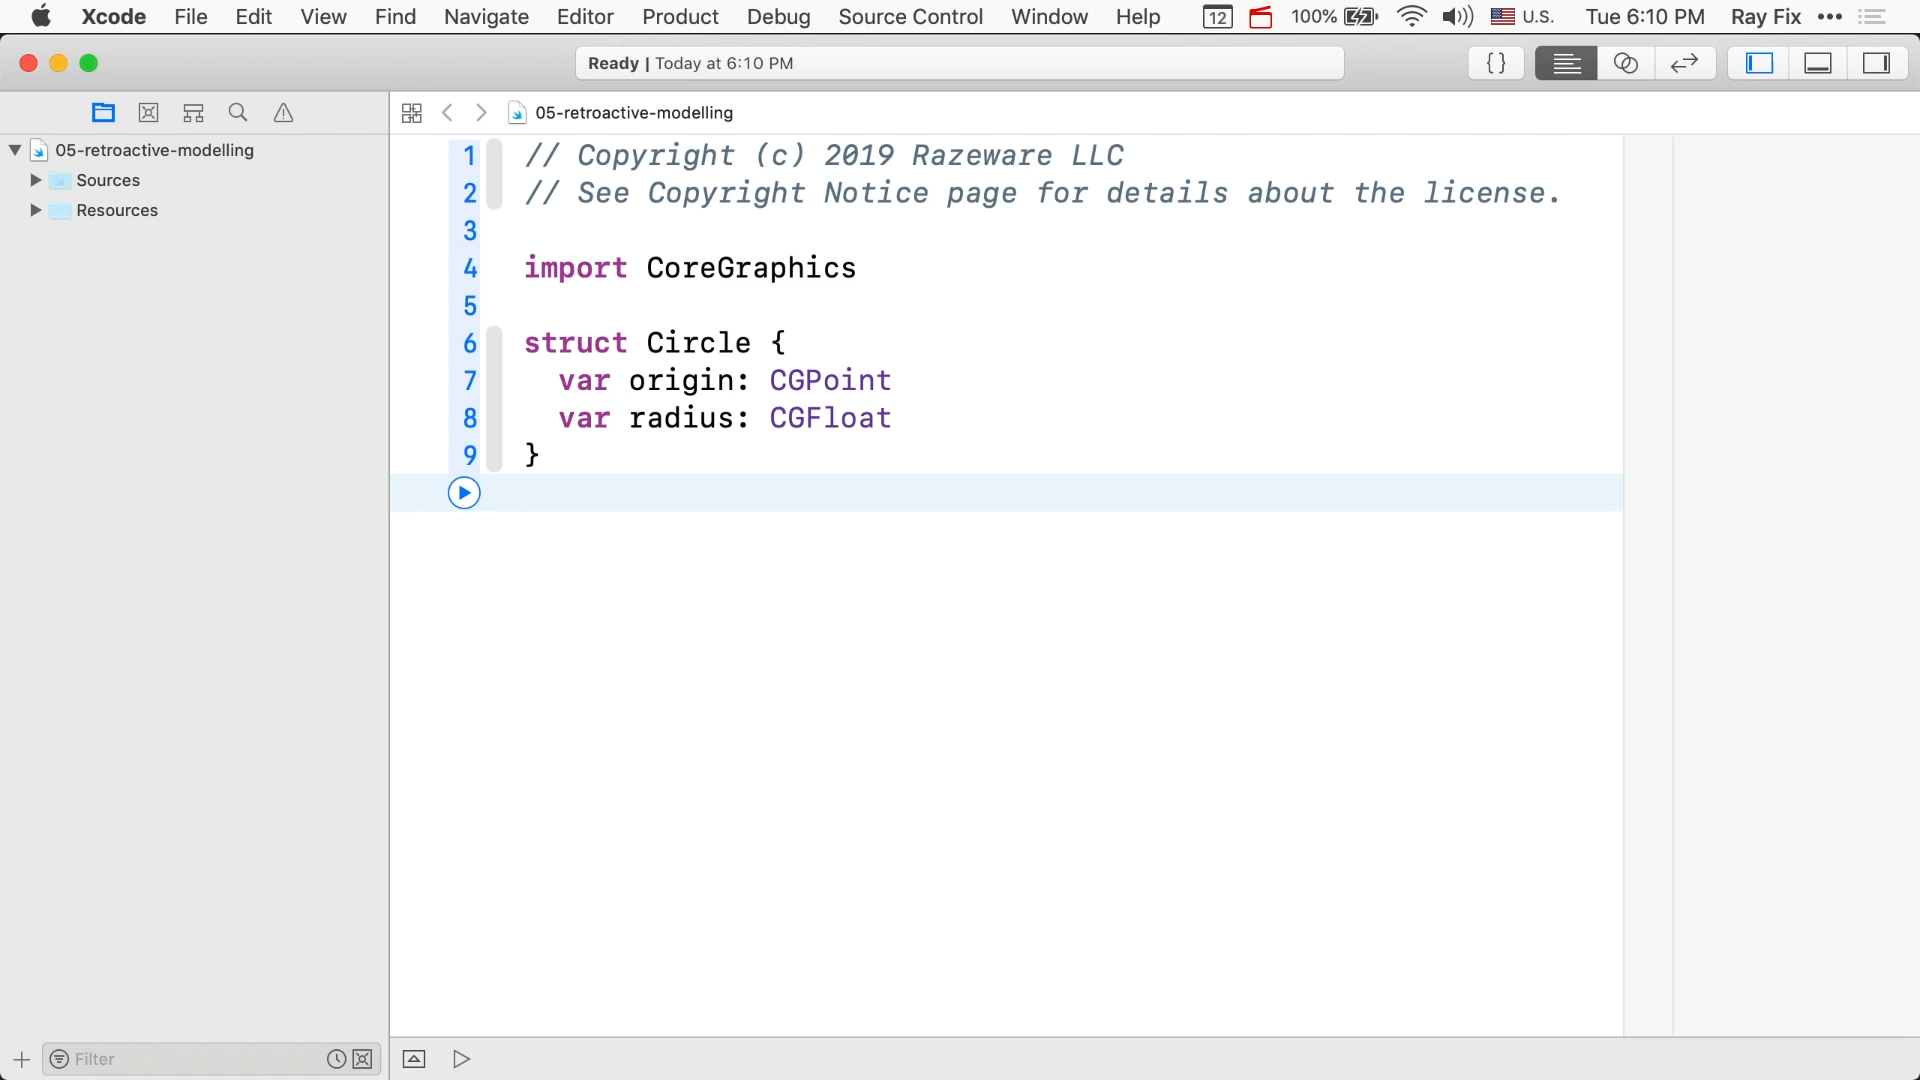 Xcode File Edit View Find Navigate Editor Product Debug Source Control Window Help 12 100% U.S. Tue 6:10 PM Ray Fix
Ready | Today at 6:10 PM
{}
05-retroactive-modelling
05-retroactive-modelling
Sources
Resources
1 // Copyright (c) 2019 Razeware LLC
2 // See Copyright Notice page for details about the license.
3
4 import CoreGraphics
5
6 struct Circle {
7 var origin: CGPoint
8 var radius: CGFloat
9 }
Filter